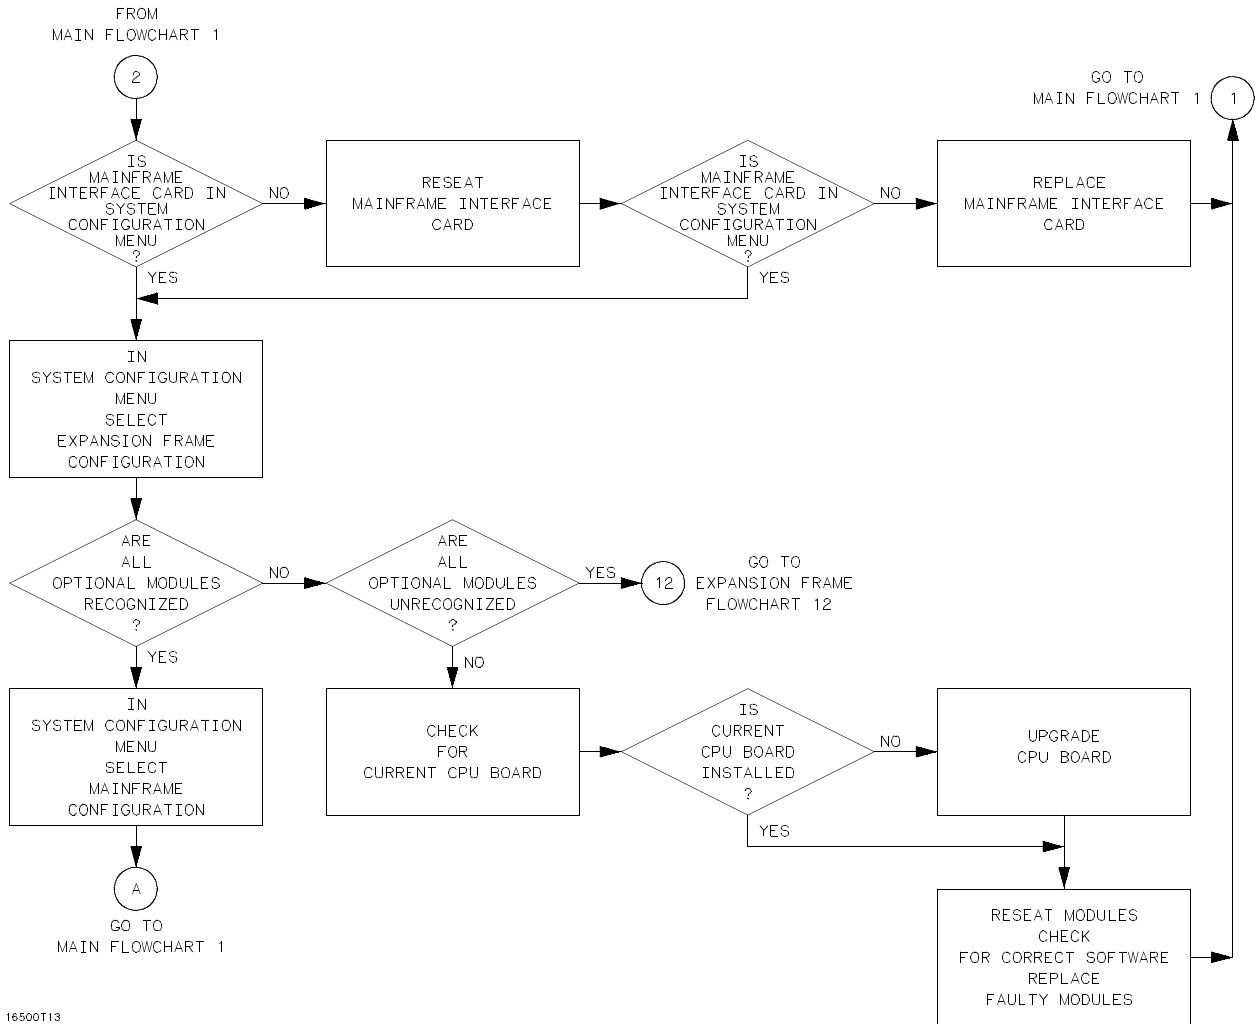 FROM
MAIN FLOWCHART 1
2
GO TO
MAIN FLOWCHART 1
1
IS
MAINFRAME
INTERFACE CARD IN
SYSTEM
CONFIGURATION
MENU
?
NO
RESEAT
MAINFRAME INTERFACE
CARD
IS
MAINFRAME
INTERFACE CARD IN
SYSTEM
CONFIGURATION
MENU
?
NO
REPLACE
MAINFRAME INTERFACE
CARD
YES
YES
IN
SYSTEM CONFIGURATION
MENU
SELECT
EXPANSION FRAME
CONFIGURATION
ARE
ALL
OPTIONAL MODULES
RECOGNIZED
?
NO
ARE
ALL
OPTIONAL MODULES
UNRECOGNIZED
?
YES
12
GO TO
EXPANSION FRAME
FLOWCHART 12
YES
NO
IN
SYSTEM CONFIGURATION
MENU
SELECT
MAINFRAME
CONFIGURATION
CHECK
FOR
CURRENT CPU BOARD
IS
CURRENT
CPU BOARD
INSTALLED
?
NO
UPGRADE
CPU BOARD
YES
A
GO TO
MAIN FLOWCHART 1
RESEAT MODULES
CHECK
FOR CORRECT SOFTWARE
REPLACE
FAULTY MODULES
16500T13